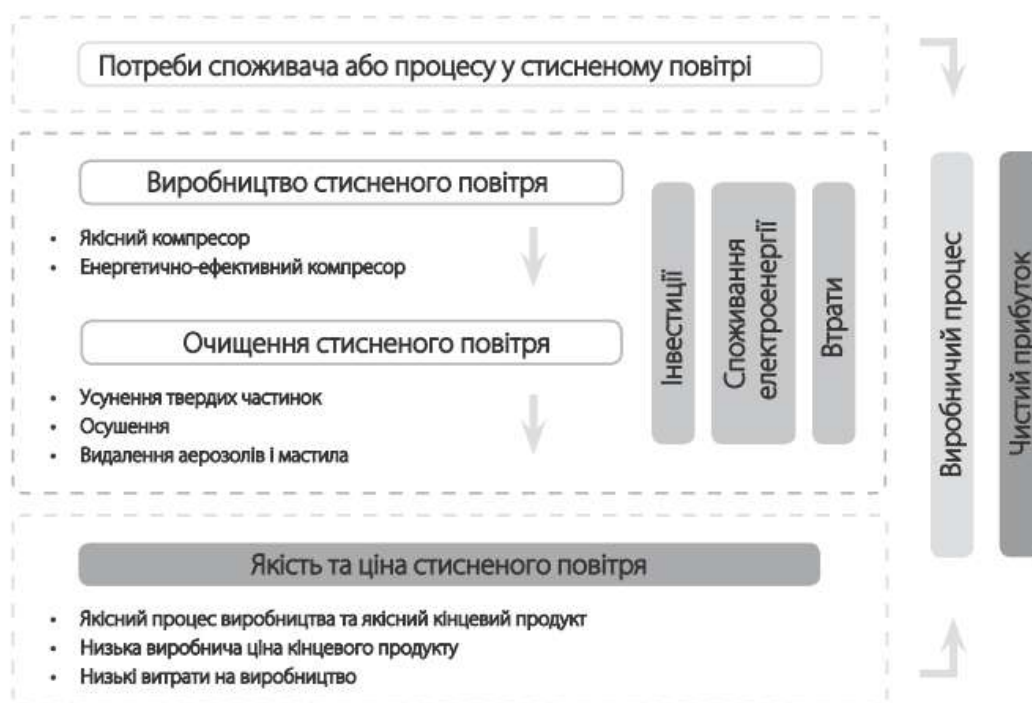 Потреби споживача або процесу у стисненому повітрі
Виробництво стисненого повітря
• Якісний компресор
• Енергетично-ефективний компресор
Очищення стисненого повітря
• Усунення твердих частинок
• Осушення
• Видалення аерозолів і мастила
Інвестиції
Споживання
електроенергії
Втрати
Якість та ціна стисненого повітря
• Якісний процес виробництва та якісний кінцевий продукт
• Низька виробнича ціна кінцевого продукту
• Низькі витрати на виробництво
Виробничий процес
Чистий прибуток